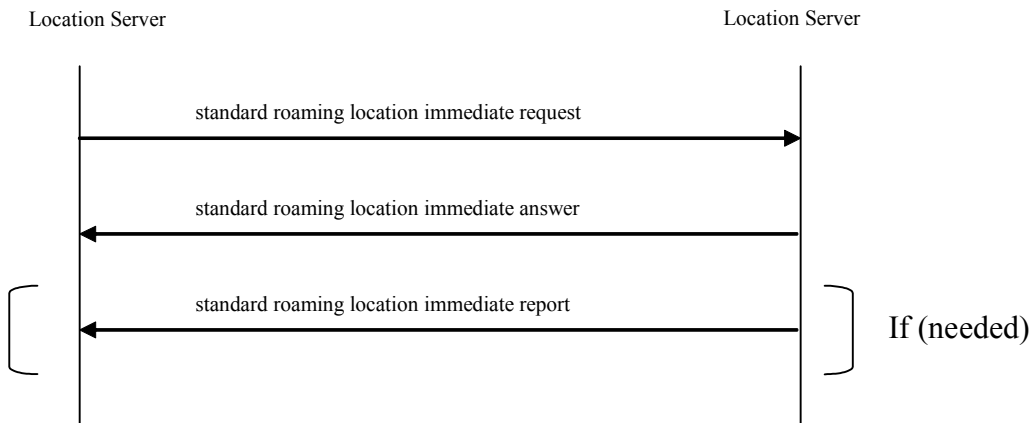 Location Server
Location Server
standard roaming location immediate request
standard roaming location immediate answer
standard roaming location immediate report
If (needed)